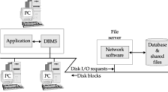 PC
Application
DBMS
File
server
Network
software
Database
&
shared
files
Disk I/O requests
Disk blocks
PC
PC